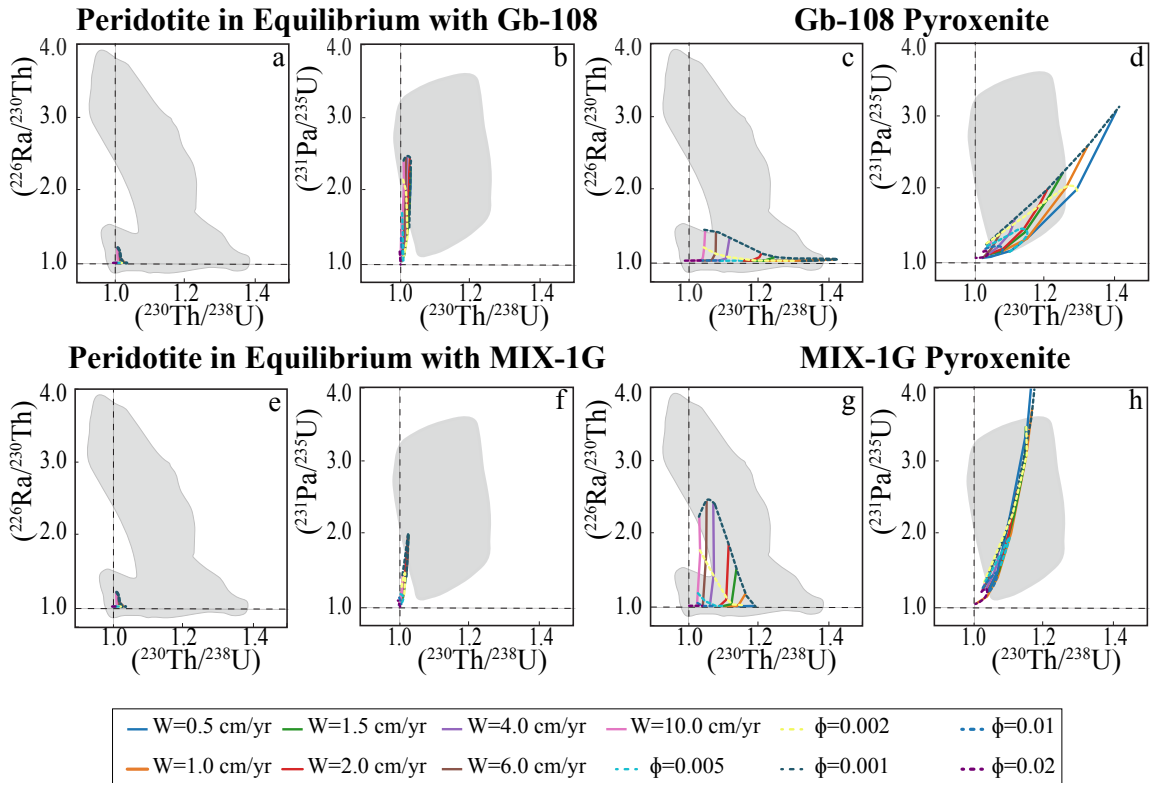 Peridotite in Equilibrium with Gb-108
Gb-108 Pyroxenite
a
b
c
d
4.0
3.0
2.0
1.0
(²²⁶Ra/²³⁰Th)
1.0
1.2
1.4
(²³⁰Th/²³⁸U)
4.0
3.0
2.0
1.0
(²³¹Pa/²³⁵U)
1.0
1.2
1.4
(²³⁰Th/²³⁸U)
4.0
3.0
2.0
1.0
(²²⁶Ra/²³⁰Th)
1.0
1.2
1.4
(²³⁰Th/²³⁸U)
4.0
3.0
2.0
1.0
(²³¹Pa/²³⁵U)
1.0
1.2
1.4
(²³⁰Th/²³⁸U)
Peridotite in Equilibrium with MIX-1G
MIX-1G Pyroxenite
e
f
g
h
4.0
3.0
2.0
1.0
(²²⁶Ra/²³⁰Th)
1.0
1.2
1.4
(²³⁰Th/²³⁸U)
4.0
3.0
2.0
1.0
(²³¹Pa/²³⁵U)
1.0
1.2
1.4
(²³⁰Th/²³⁸U)
4.0
3.0
2.0
1.0
(²²⁶Ra/²³⁰Th)
1.0
1.2
1.4
(²³⁰Th/²³⁸U)
4.0
3.0
2.0
1.0
(²³¹Pa/²³⁵U)
1.0
1.2
1.4
(²³⁰Th/²³⁸U)
W=0.5 cm/yr W=1.5 cm/yr W=4.0 cm/yr W=10.0 cm/yr ϕ=0.002 ϕ=0.01
W=1.0 cm/yr W=2.0 cm/yr W=6.0 cm/yr ϕ=0.005 ϕ=0.001 ϕ=0.02